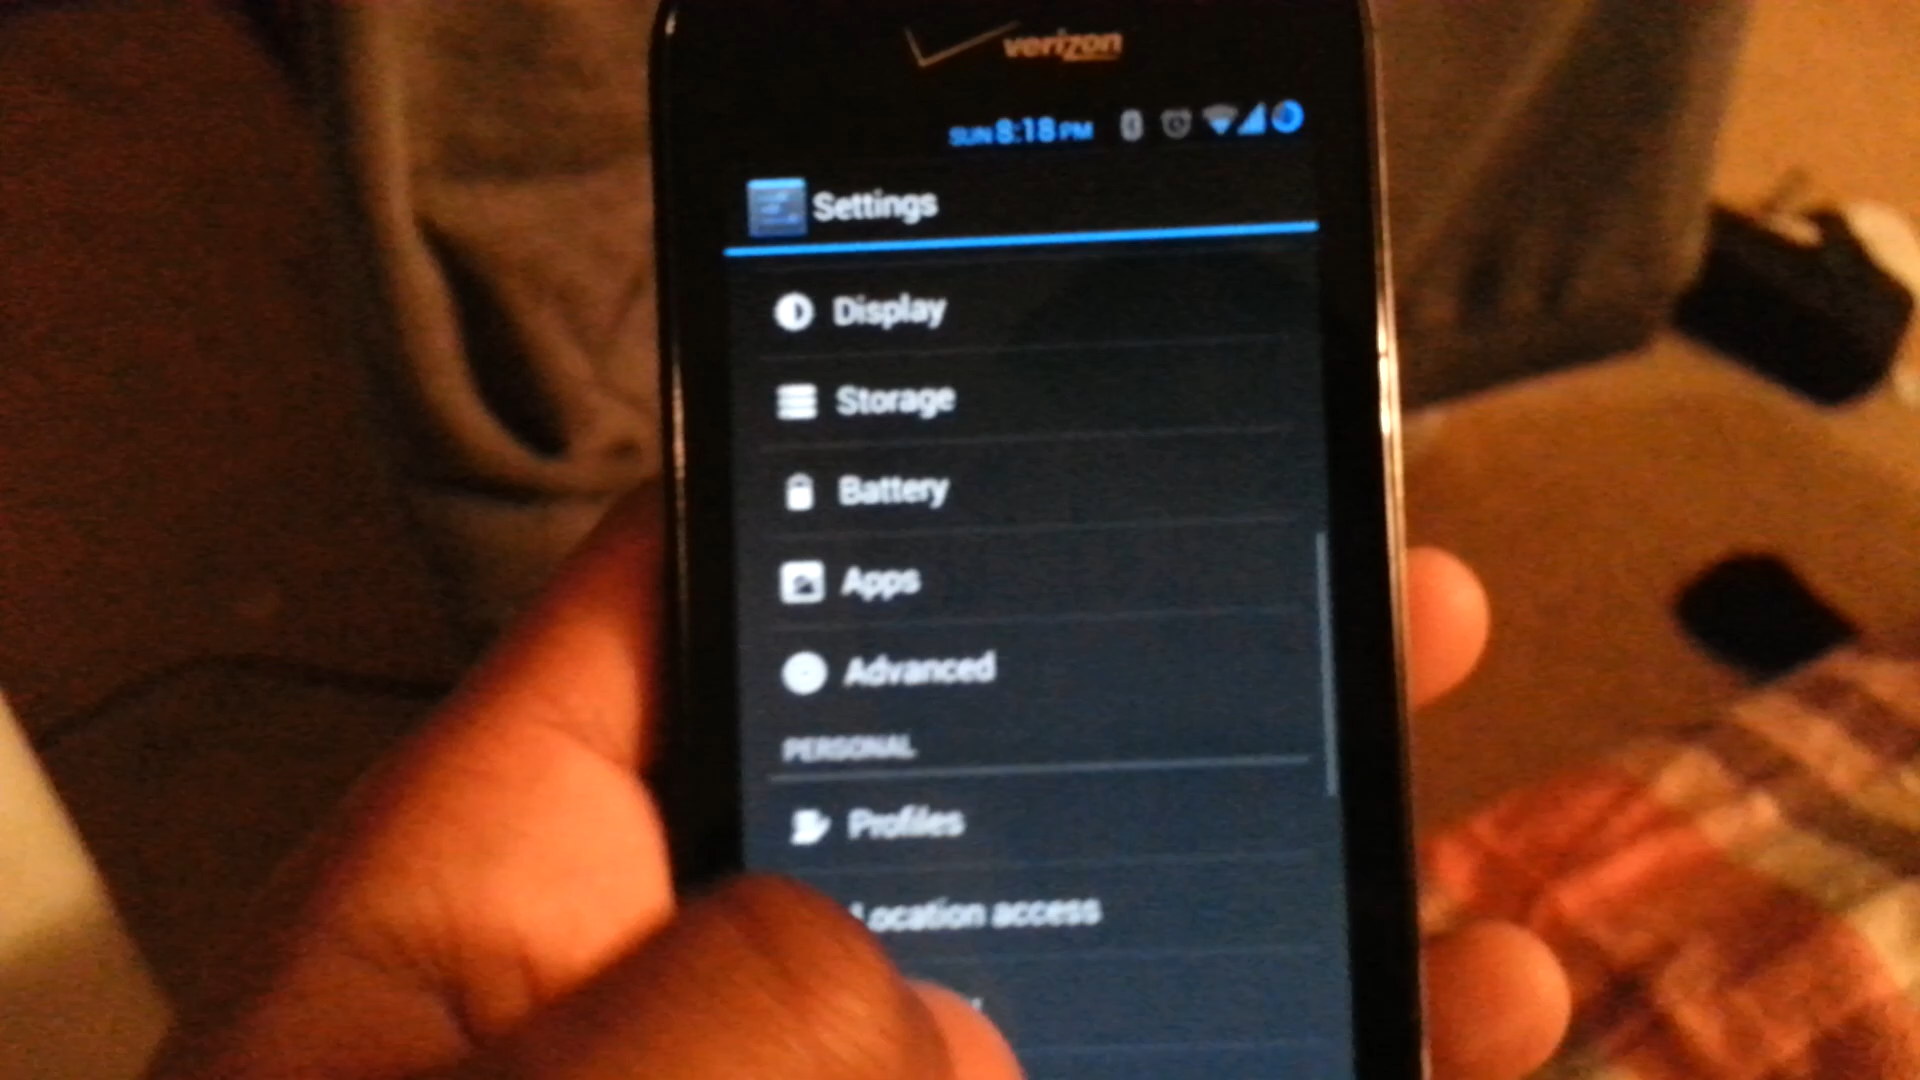 verizon
SUN 8:18 PM
Settings
Display
Storage
Battery
Apps
Advanced
PERSONAL
Profiles
Location access